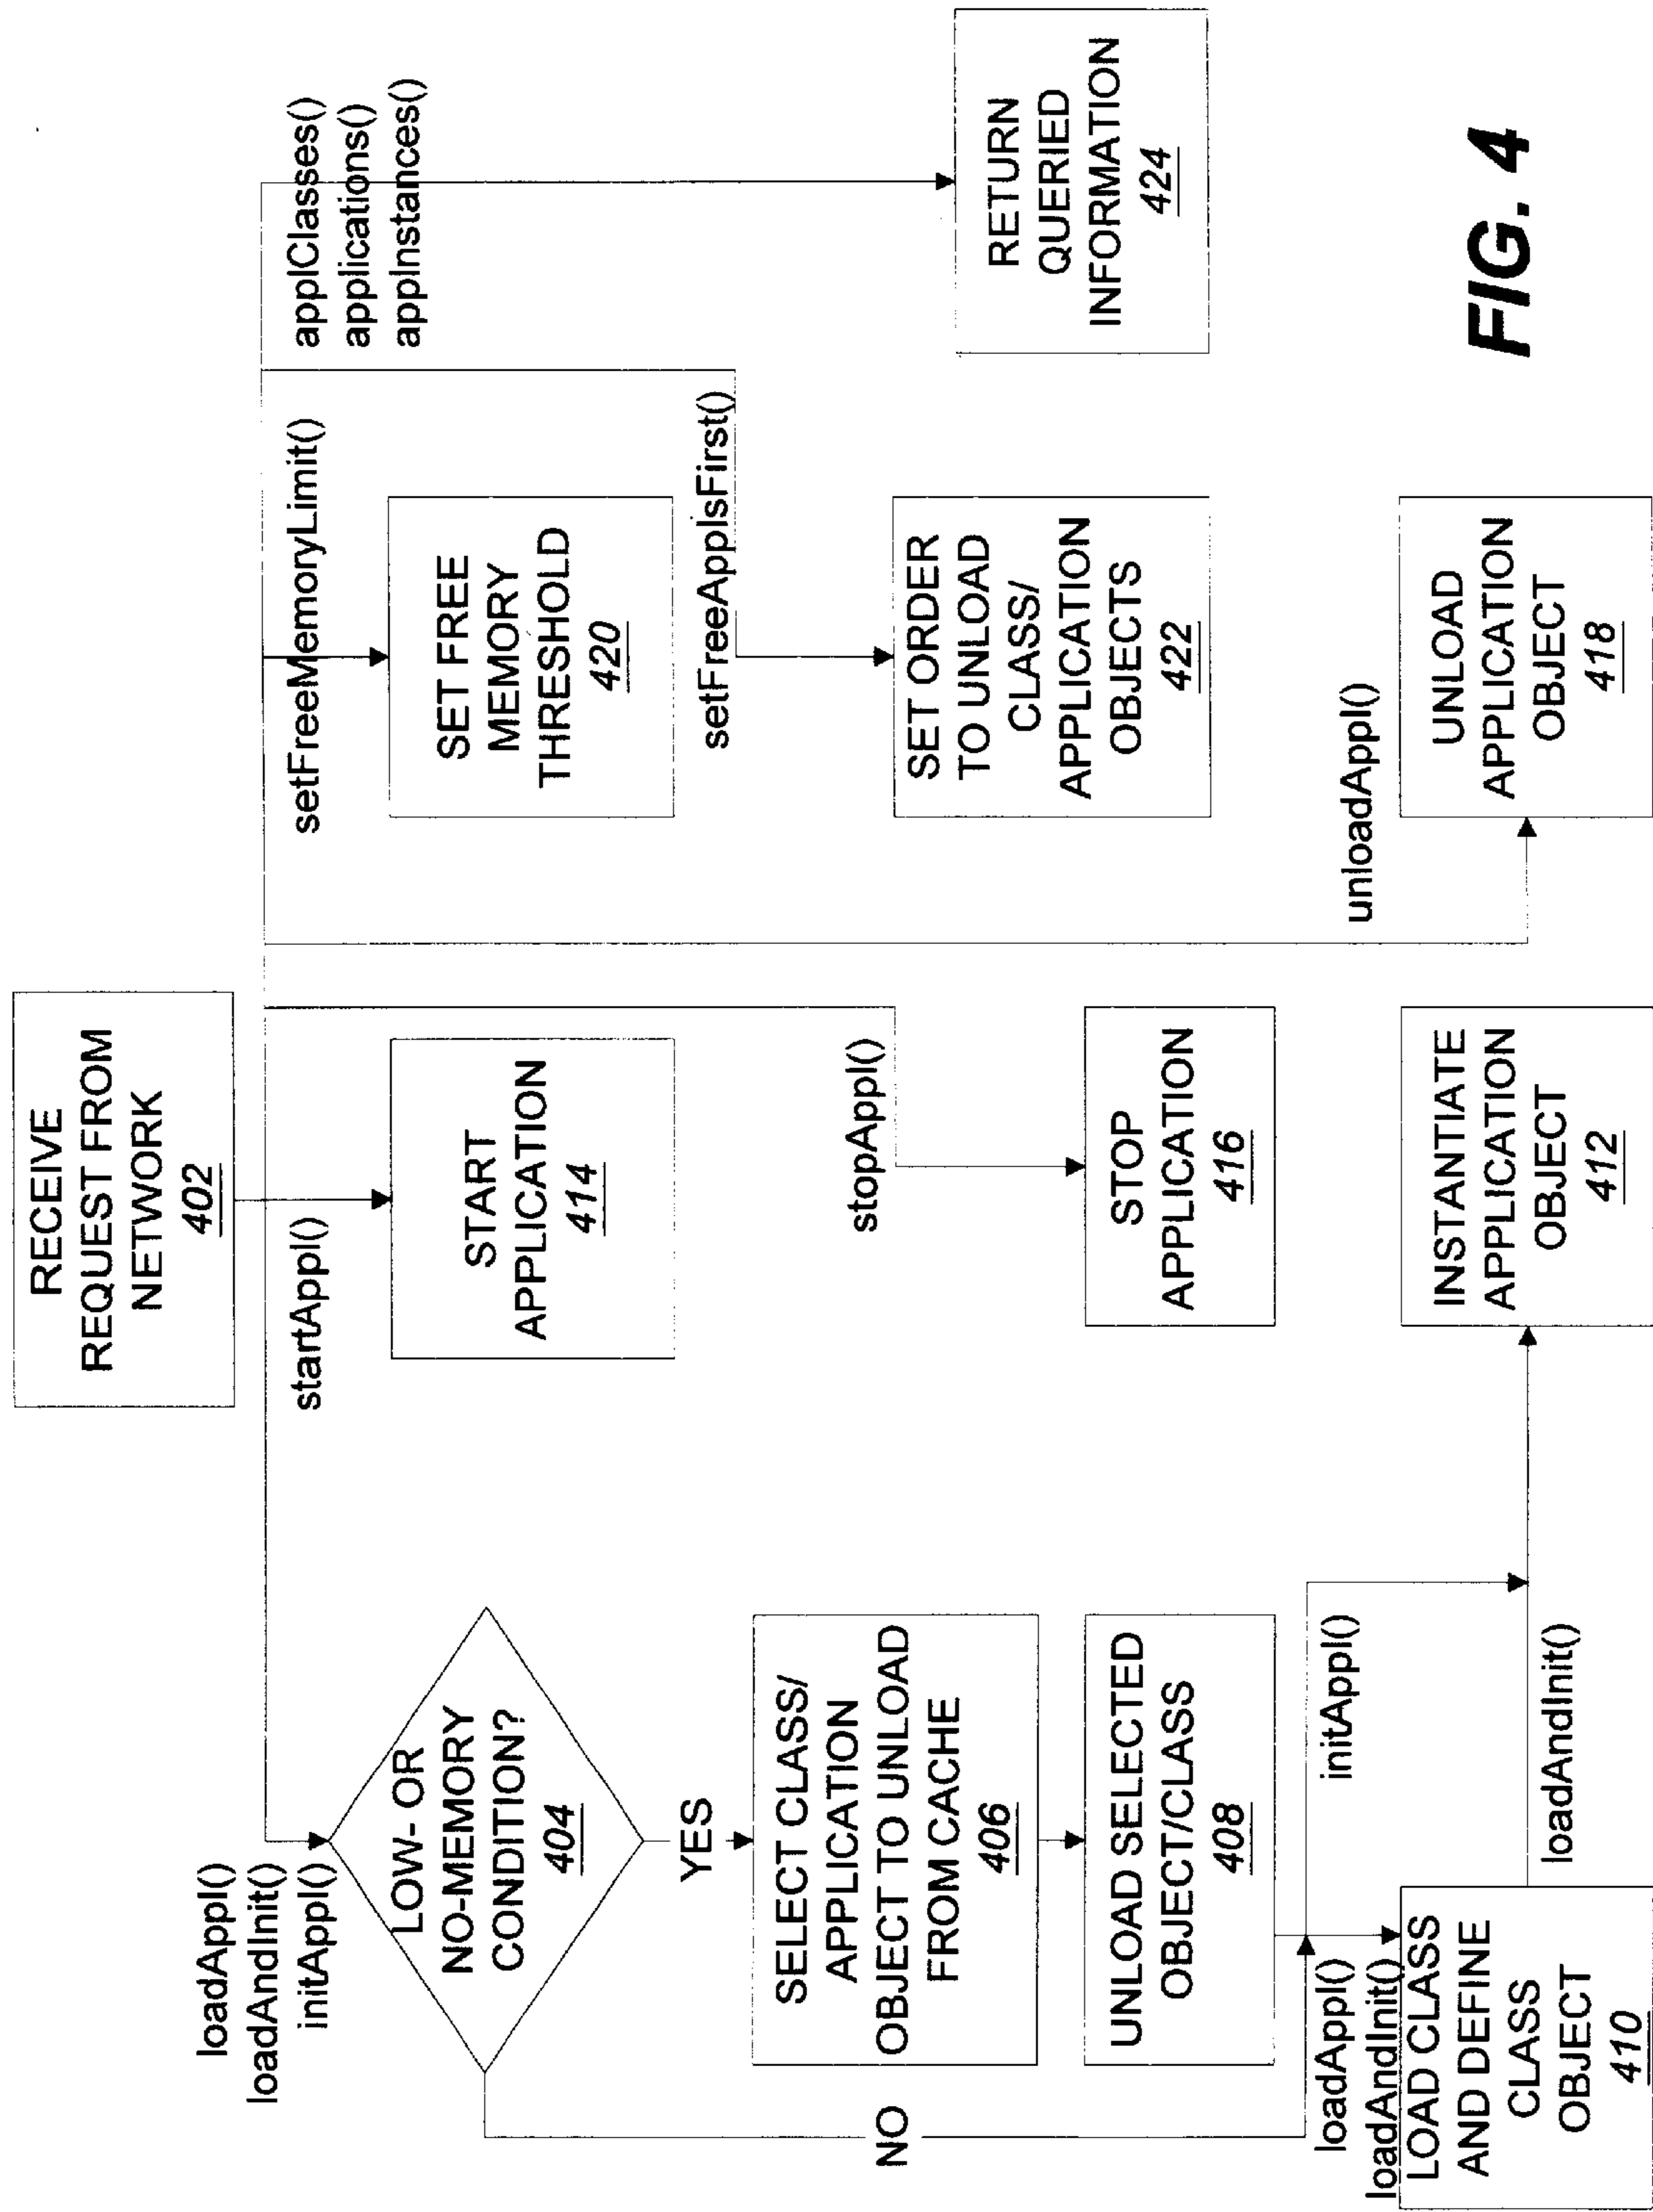 RECEIVE
REQUEST FROM
NETWORK
402
loadAppl()
loadAndInit()
initAppl()
startAppl()
setFreeMemoryLimit()
applClasses()
applications()
applnstances()
LOW- OR
NO-MEMORY
CONDITION?
404
START
APPLICATION
414
SET FREE
MEMORY
THRESHOLD
420
YES
setFreeApplsFirst()
SELECT CLASS/
APPLICATION
OBJECT TO UNLOAD
FROM CACHE
406
NO
stopAppl()
SET ORDER
TO UNLOAD
CLASS/
APPLICATION
OBJECTS
422
RETURN
QUERIED
INFORMATION
424
UNLOAD SELECTED
OBJECT/CLASS
408
STOP
APPLICATION
416
loadAppl()
loadAndInit()
initAppl()
unloadAppl()
LOAD CLASS
AND DEFINE
CLASS
OBJECT
410
loadAndInit()
INSTANTIATE
APPLICATION
OBJECT
412
UNLOAD
APPLICATION
OBJECT
418
FIG. 4